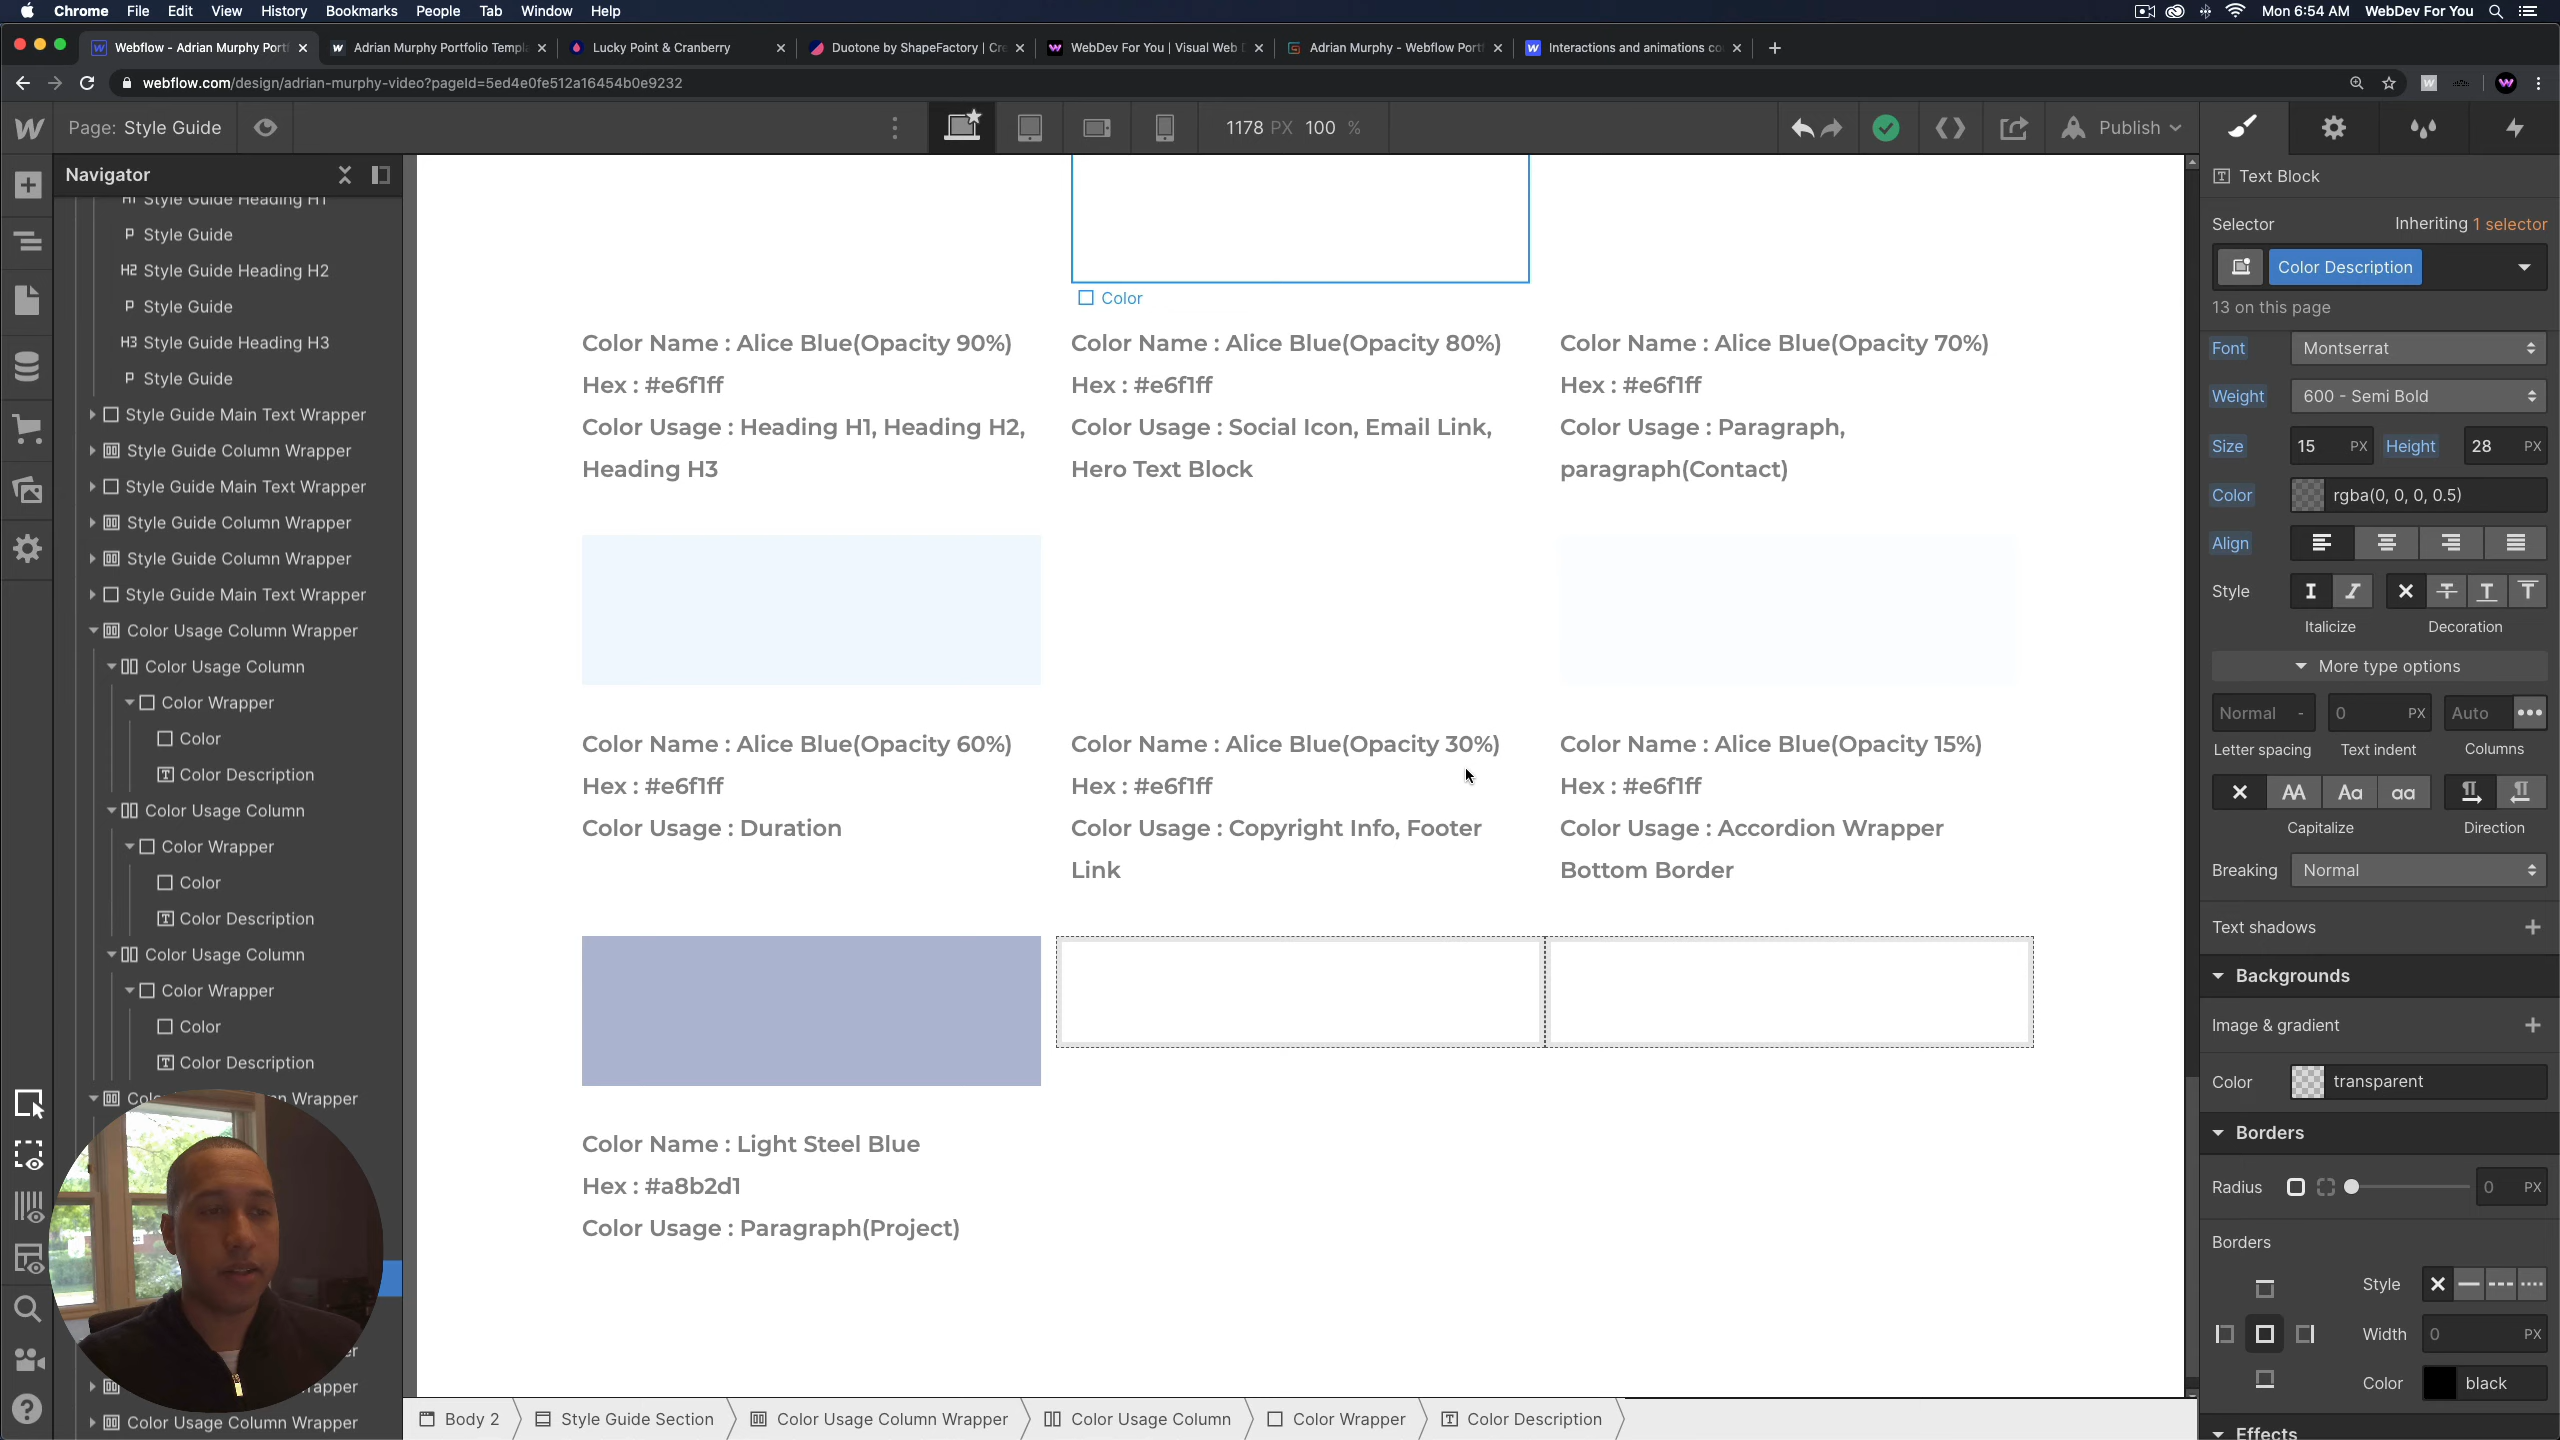 Chrome File Edit View History Bookmarks People Tab Window Help
Mon 6:54 AM WebDev For You
Webflow - Adrian Murphy Portf
Adrian Murphy Portfolio Templa
Lucky Point & Cranberry
Duotone by ShapeFactory | Cre
WebDev For You | Visual Web D
Adrian Murphy - Webflow Portf
Interactions and animations co
webflow.com/design/adrian-murphy-video?pageId=5ed4e0fe512a16454b0e9232
Page: Style Guide
1178 PX 100 %
Publish
Navigator
H1 Style Guide Heading H1
P Style Guide
H2 Style Guide Heading H2
P Style Guide
H3 Style Guide Heading H3
P Style Guide
Style Guide Main Text Wrapper
Style Guide Column Wrapper
Style Guide Main Text Wrapper
Style Guide Column Wrapper
Style Guide Column Wrapper
Style Guide Main Text Wrapper
Color Usage Column Wrapper
Color Usage Column
Color Wrapper
Color
Color Description
Color Usage Column
Color Wrapper
Color
Color Description
Color Usage Column
Color Wrapper
Color
Color Description
Color Usage Column Wrapper
Color
Color Name : Alice Blue(Opacity 90%)
Hex : #e6f1ff
Color Usage : Heading H1, Heading H2,
Heading H3
Color Name : Alice Blue(Opacity 80%)
Hex : #e6f1ff
Color Usage : Social Icon, Email Link,
Hero Text Block
Color Name : Alice Blue(Opacity 70%)
Hex : #e6f1ff
Color Usage : Paragraph,
paragraph(Contact)
Color Name : Alice Blue(Opacity 60%)
Hex : #e6f1ff
Color Usage : Duration
Color Name : Alice Blue(Opacity 30%)
Hex : #e6f1ff
Color Usage : Copyright Info, Footer
Link
Color Name : Alice Blue(Opacity 15%)
Hex : #e6f1ff
Color Usage : Accordion Wrapper
Bottom Border
Color Name : Light Steel Blue
Hex : #a8b2d1
Color Usage : Paragraph(Project)
Body 2
Style Guide Section
Color Usage Column Wrapper
Color Usage Column
Color Wrapper
Color Description
Text Block
Selector Inheriting 1 selector
Color Description
13 on this page
Font Montserrat
Weight 600 - Semi Bold
Size 15 PX Height 28 PX
Color rgba(0, 0, 0, 0.5)
Align
Style
Italicize Decoration
More type options
Normal - 0 PX Auto
Letter spacing Text indent Columns
AA Aa aa
Capitalize Direction
Breaking Normal
Text shadows
Backgrounds
Image & gradient
Color transparent
Borders
Radius 0 PX
Borders
Style
Width 0 PX
Color black
Effects